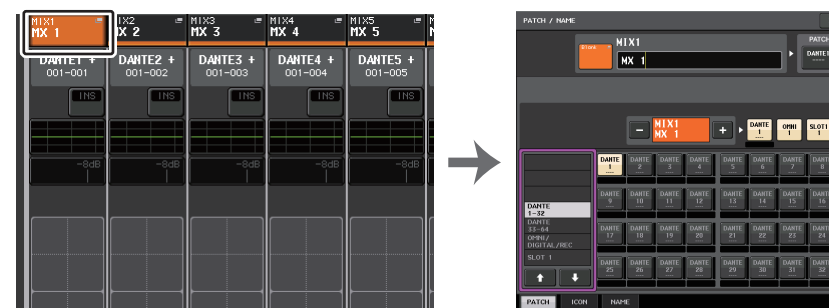 MIX1 MIX2 MIX3 MIX4 MIX5
MX 1 MX 2 MX 3 MX 4 MX 5
DANTE1 + DANTE2 + DANTE3 + DANTE4 + DANTE5 +
001-001 001-002 001-003 001-004 001-005
INS INS INS INS
-8dB -8dB -8dB -8dB
PATCH / NAME
Blank MIX1 PATCH
MX 1 DANTE1
MIX1
MX 1
− + DANTE 1 OMNI 1 SLOT1
DANTE 1 DANTE 2 DANTE 3 DANTE 4 DANTE 5 DANTE 6 DANTE 7 DANTE 8
DANTE 9 DANTE 10 DANTE 11 DANTE 12 DANTE 13 DANTE 14 DANTE 15 DANTE 16
DANTE 17 DANTE 18 DANTE 19 DANTE 20 DANTE 21 DANTE 22 DANTE 23 DANTE 24
DANTE 25 DANTE 26 DANTE 27 DANTE 28 DANTE 29 DANTE 30 DANTE 31 DANTE 32
DANTE
1-32
DANTE
33-64
OMNI/
DIGITAL/REC
SLOT 1
PATCH ICON NAME